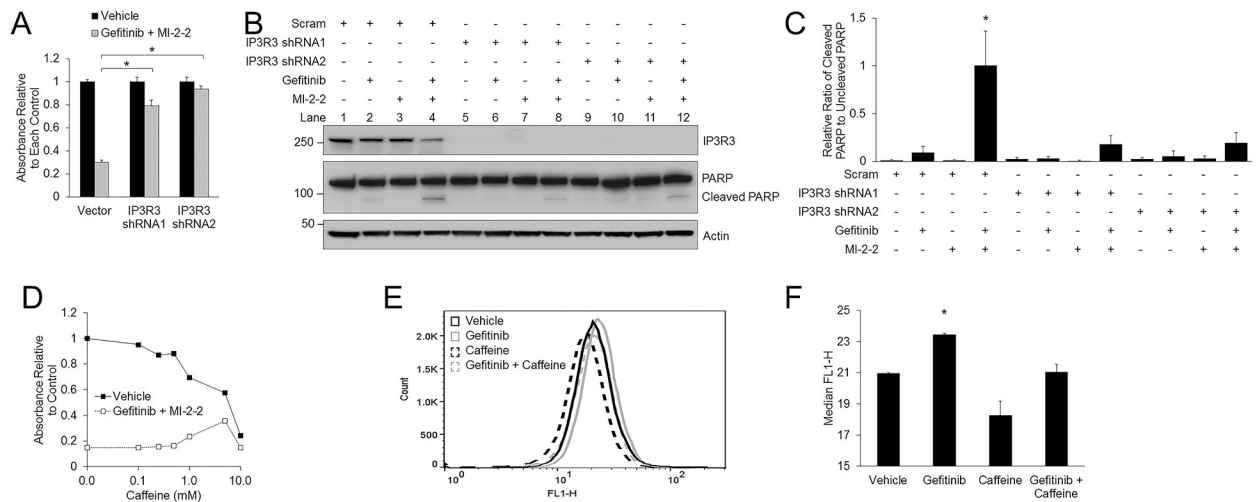 A
Vehicle
Gefitinib + MI-2-2
Absorbance Relative
to Each Control
1.2
1
0.8
0.6
0.4
0.2
0
*
*
Vector
IP3R3
shRNA1
IP3R3
shRNA2
B
Scram + + + + - - - - - - - -
IP3R3 shRNA1 - - - - + + + + - - - -
IP3R3 shRNA2 - - - - - - - - + + + +
Gefitinib - + - + - + - + - + - +
MI-2-2 - - + + - - + + - - + +
Lane 1 2 3 4 5 6 7 8 9 10 11 12
250
IP3R3
PARP
100
Cleaved PARP
50
Actin
C
Relative Ratio of Cleaved
PARP to Uncleaved PARP
1.5
1
0.5
0
*
Scram + + + + - - - - - - - -
IP3R3 shRNA1 - - - - + + + + - - - -
IP3R3 shRNA2 - - - - - - - - + + + +
Gefitinib - + - + - + - + - + - +
MI-2-2 - - + + - - + + - - + +
D
Absorbance Relative
to Control
1.2
1
0.8
0.6
0.4
0.2
0
Vehicle
Gefitinib + MI-2-2
0.0 0.1 1.0 10.0
Caffeine (mM)
E
Vehicle
Gefitinib
Caffeine
Gefitinib + Caffeine
Count
2.0K
1.5K
1.0K
500
0
10^0 10^1 10^2
FL1-H
F
Median FL1-H
25
23
21
19
17
15
*
Vehicle
Gefitinib
Caffeine
Gefitinib +
Caffeine